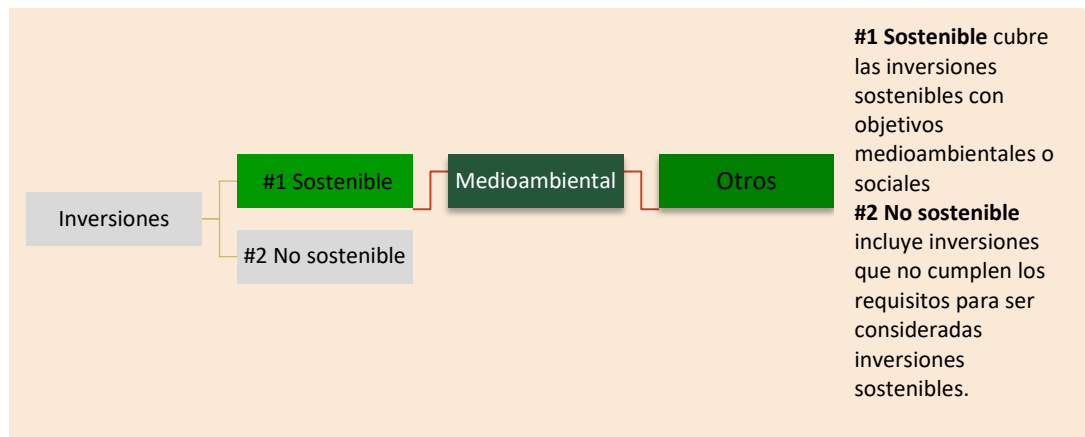 Inversiones
#1 Sostenible
#2 No sostenible
Medioambiental
Otros
#1 Sostenible cubre
las inversiones
sostenibles con
objetivos
medioambientales o
sociales
#2 No sostenible
incluye inversiones
que no cumplen los
requisitos para ser
consideradas
inversiones
sostenibles.